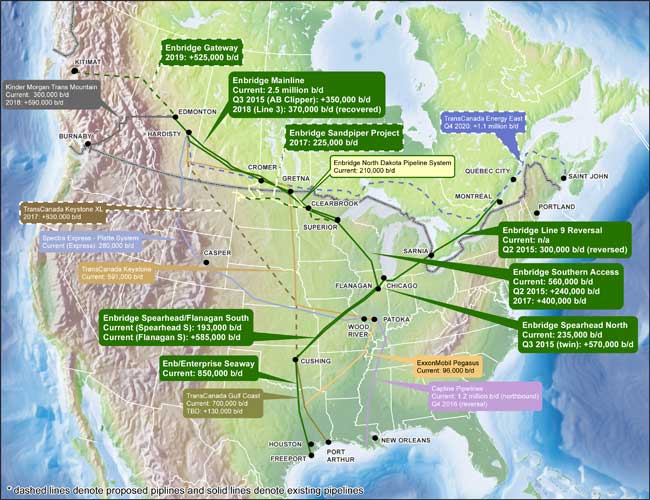 KITIMAT
Enbridge Gateway
2019: +525,000 b/d
Kinder Morgan Trans Mountain
Current: 300,000 b/d
2018: +590,000 b/d
Enbridge Mainline
Current: 2.5 million b/d
Q3 2015 (AB Clipper): +350,000 b/d
2018 (Line 3): 370,000 b/d (recovered)
EDMONTON
HARDISTY
BURNABY
Enbridge Sandpiper Project
2017: 225,000 b/d
TransCanada Energy East
Q4 2020: +1.1 million b/d
CROMER
GRETNA
Enbridge North Dakota Pipeline System
Current: 210,000 b/d
QUÉBEC CITY
SAINT JOHN
MONTRÉAL
PORTLAND
CLEARBROOK
SUPERIOR
TransCanada Keystone XL
2017: +830,000 b/d
Spectra Express - Platte System
Current (Express): 280,000 b/d
CASPER
TransCanada Keystone
Current: 591,000 b/d
SARNIA
Enbridge Line 9 Reversal
Current: n/a
Q2 2015: 300,000 b/d (reversed)
Enbridge Southern Access
Current: 560,000 b/d
Q2 2015: +240,000 b/d
2017: +400,000 b/d
FLANAGAN
CHICAGO
Enbridge Spearhead/Flanagan South
Current (Spearhead S): 193,000 b/d
Current (Flanagan S): +585,000 b/d
WOOD
RIVER
PATOKA
Enbridge Spearhead North
Current: 235,000 b/d
Q3 2015 (twin): +570,000 b/d
CUSHING
Enb/Enterprise Seaway
Current: 850,000 b/d
ExxonMobil Pegasus
Current: 96,000 b/d
TransCanada Gulf Coast
Current: 700,000 b/d
TBD: +130,000 b/d
Capline Pipelines
Current: 1.2 million b/d (northbound)
Q4 2016 (reversal)
HOUSTON
FREEPORT
PORT
ARTHUR
NEW ORLEANS
* dashed lines denote proposed piplines and solid lines denote existing pipelines